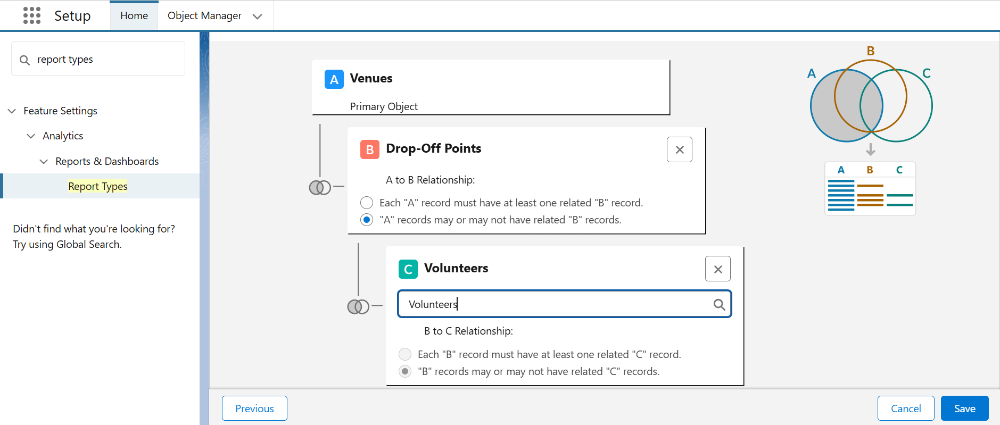 Setup
Home
Object Manager
report types
Feature Settings
Analytics
Reports & Dashboards
Report Types
Didn't find what you're looking for?
Try using Global Search.
A Venues
Primary Object
B Drop-Off Points
A to B Relationship:
Each "A" record must have at least one related "B" record.
"A" records may or may not have related "B" records.
C Volunteers
Volunteers
B to C Relationship:
Each "B" record must have at least one related "C" record.
"B" records may or may not have related "C" records.
B
A
C
A B C
Previous
Cancel
Save